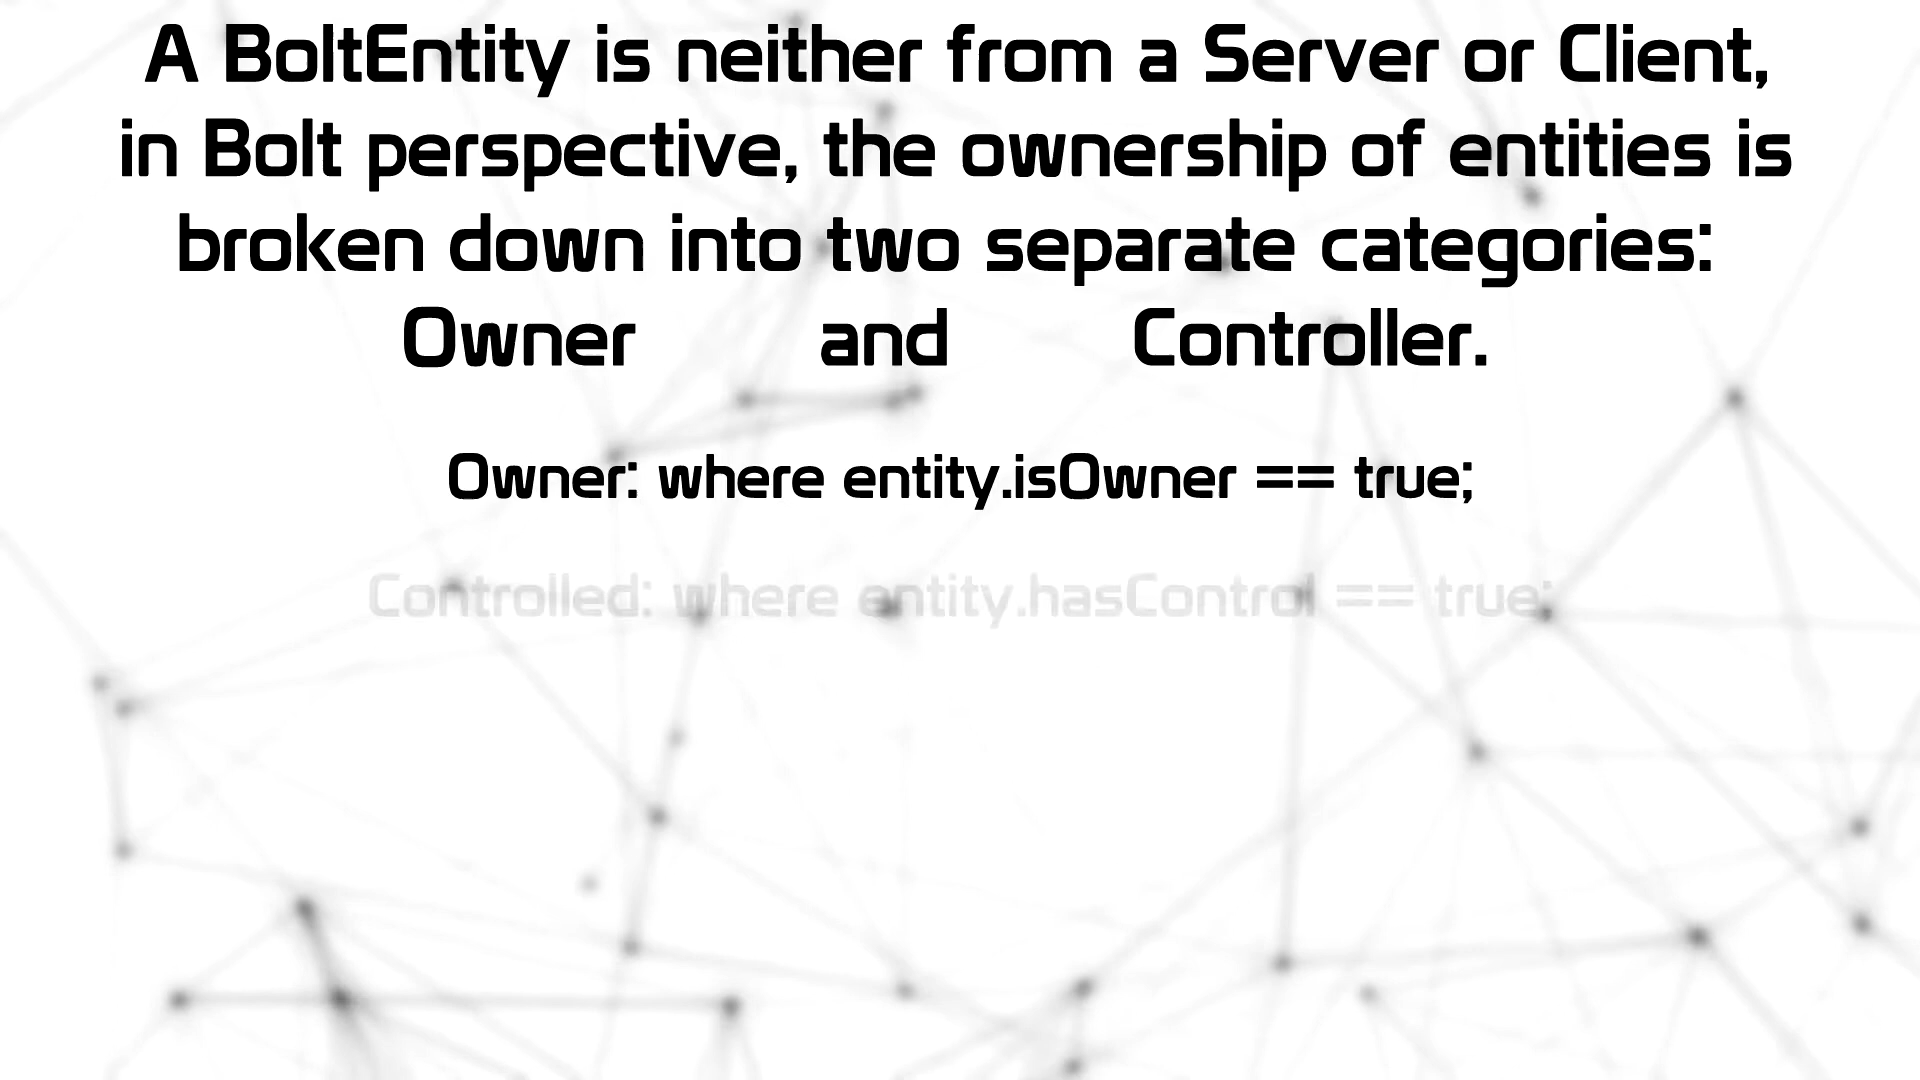 A BoltEntity is neither from a Server or Client,
in Bolt perspective, the ownership of entities is
broken down into two separate categories:
Owner and Controller.
Owner: where entity.isOwner == true;
Controlled: where entity.hasControl == true;